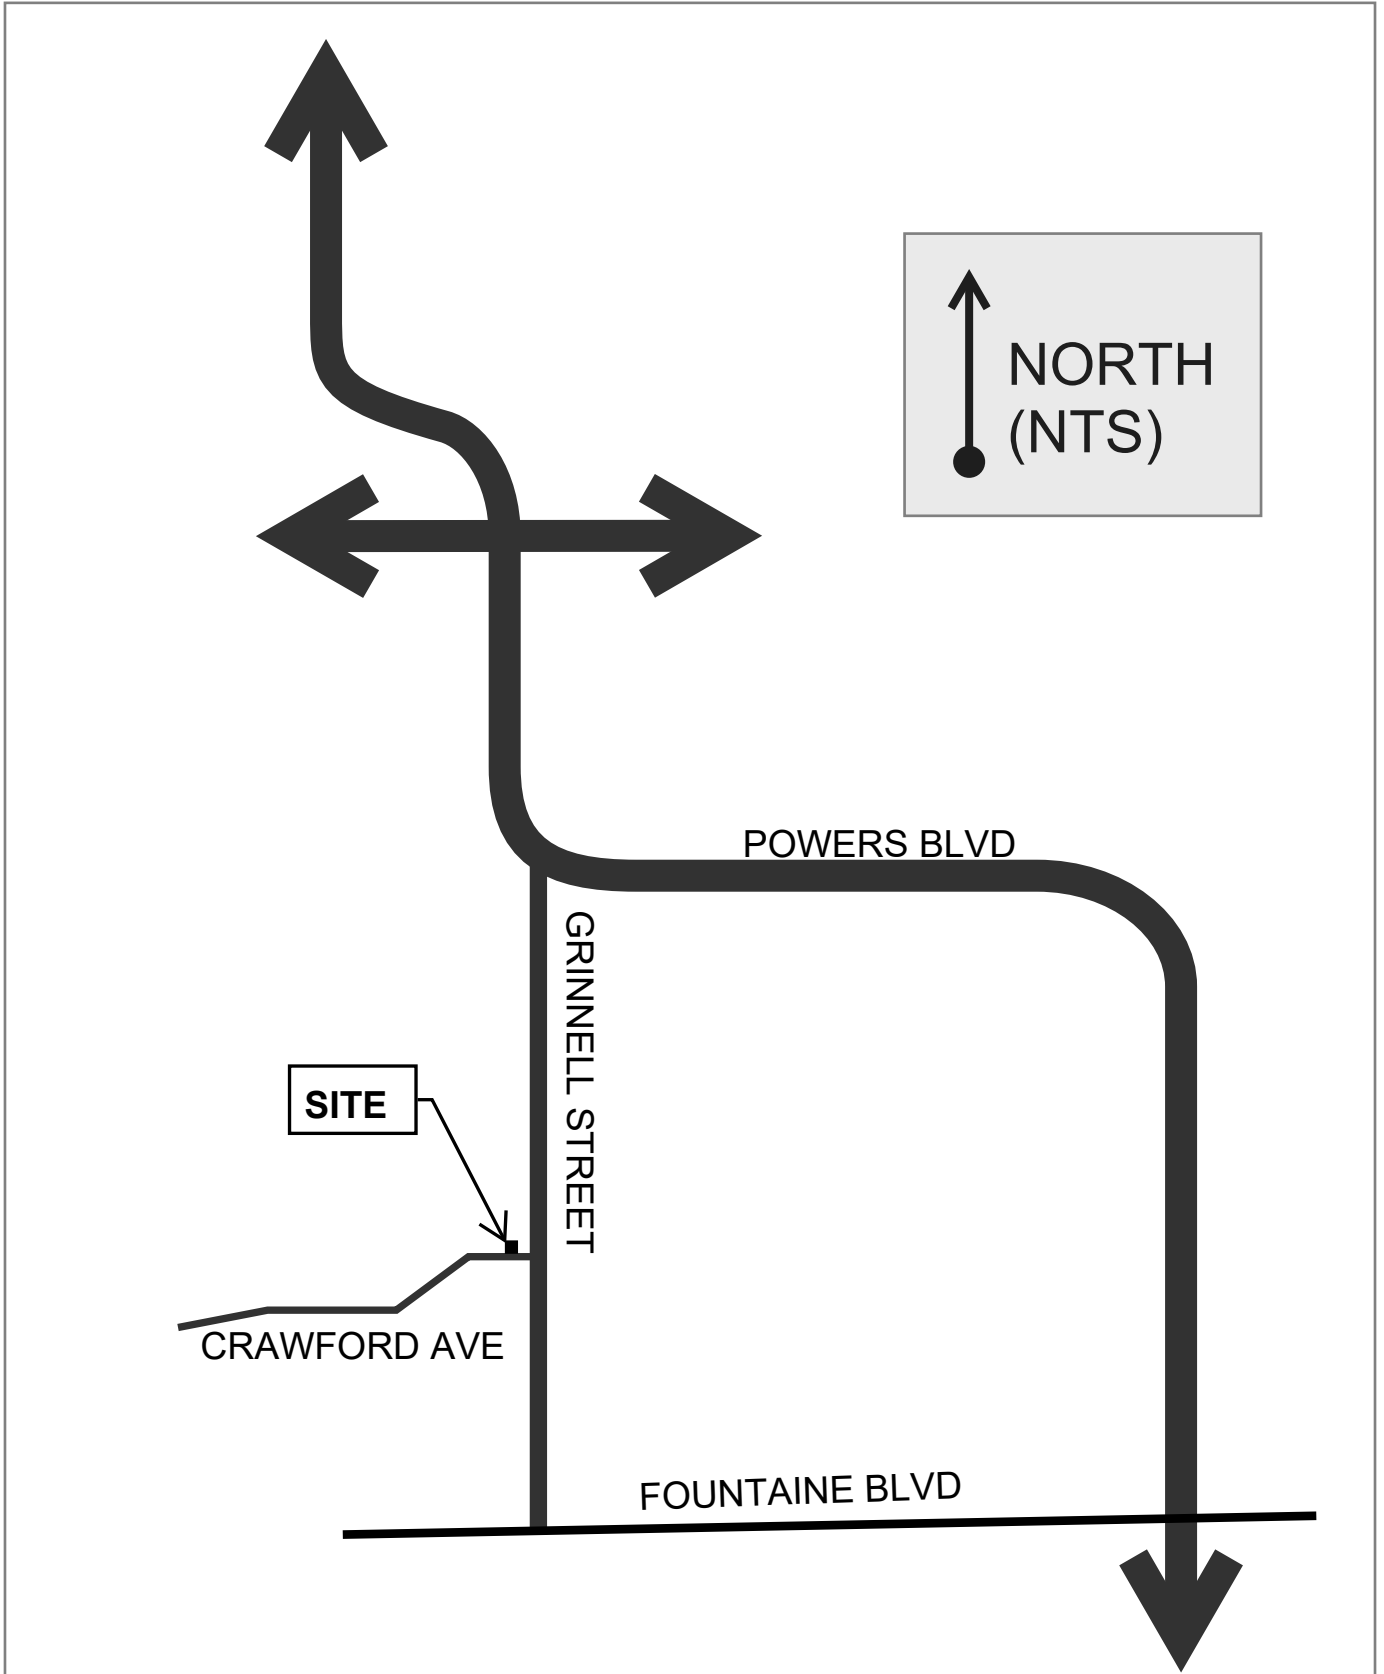 NORTH
(NTS)
POWERS BLVD
GRINNELL STREET
SITE
CRAWFORD AVE
FOUNTAINE BLVD